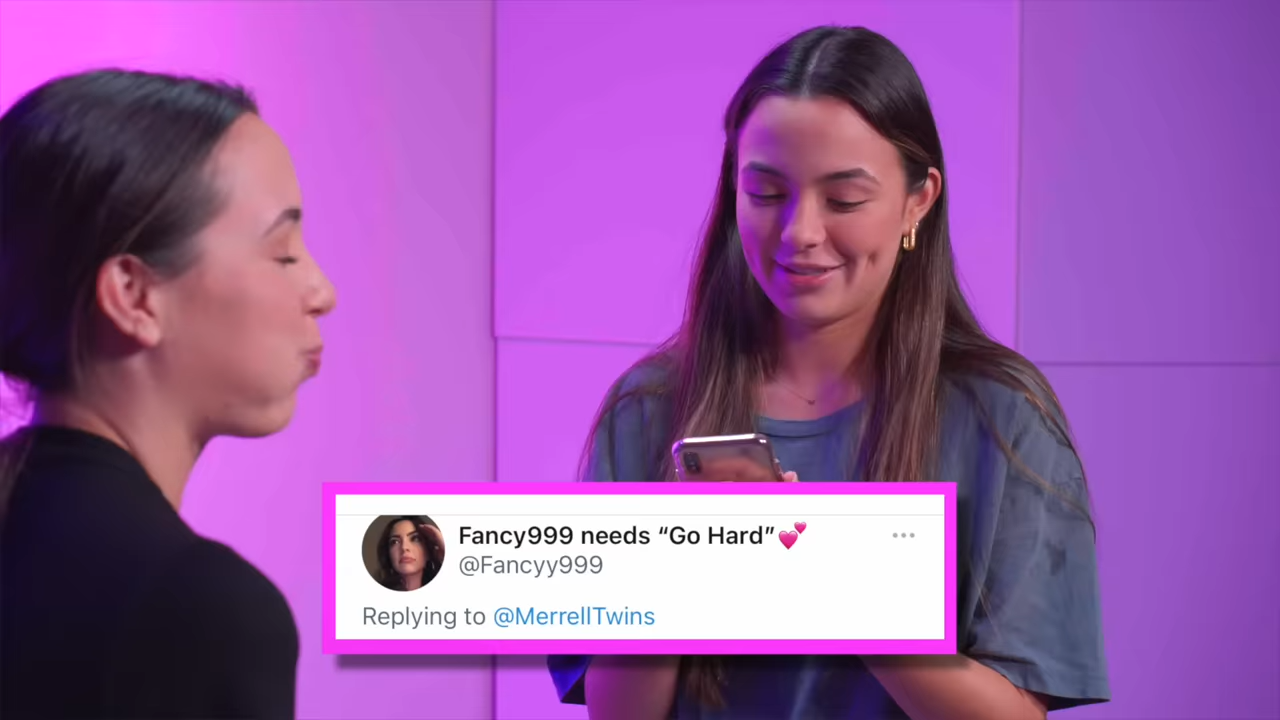 Fancy999 needs “Go Hard”💕
@Fancyy999
Replying to @MerrellTwins